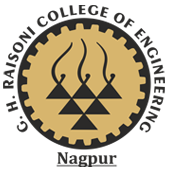 G. H. RAISONI COLLEGE OF ENGINEERING
Nagpur